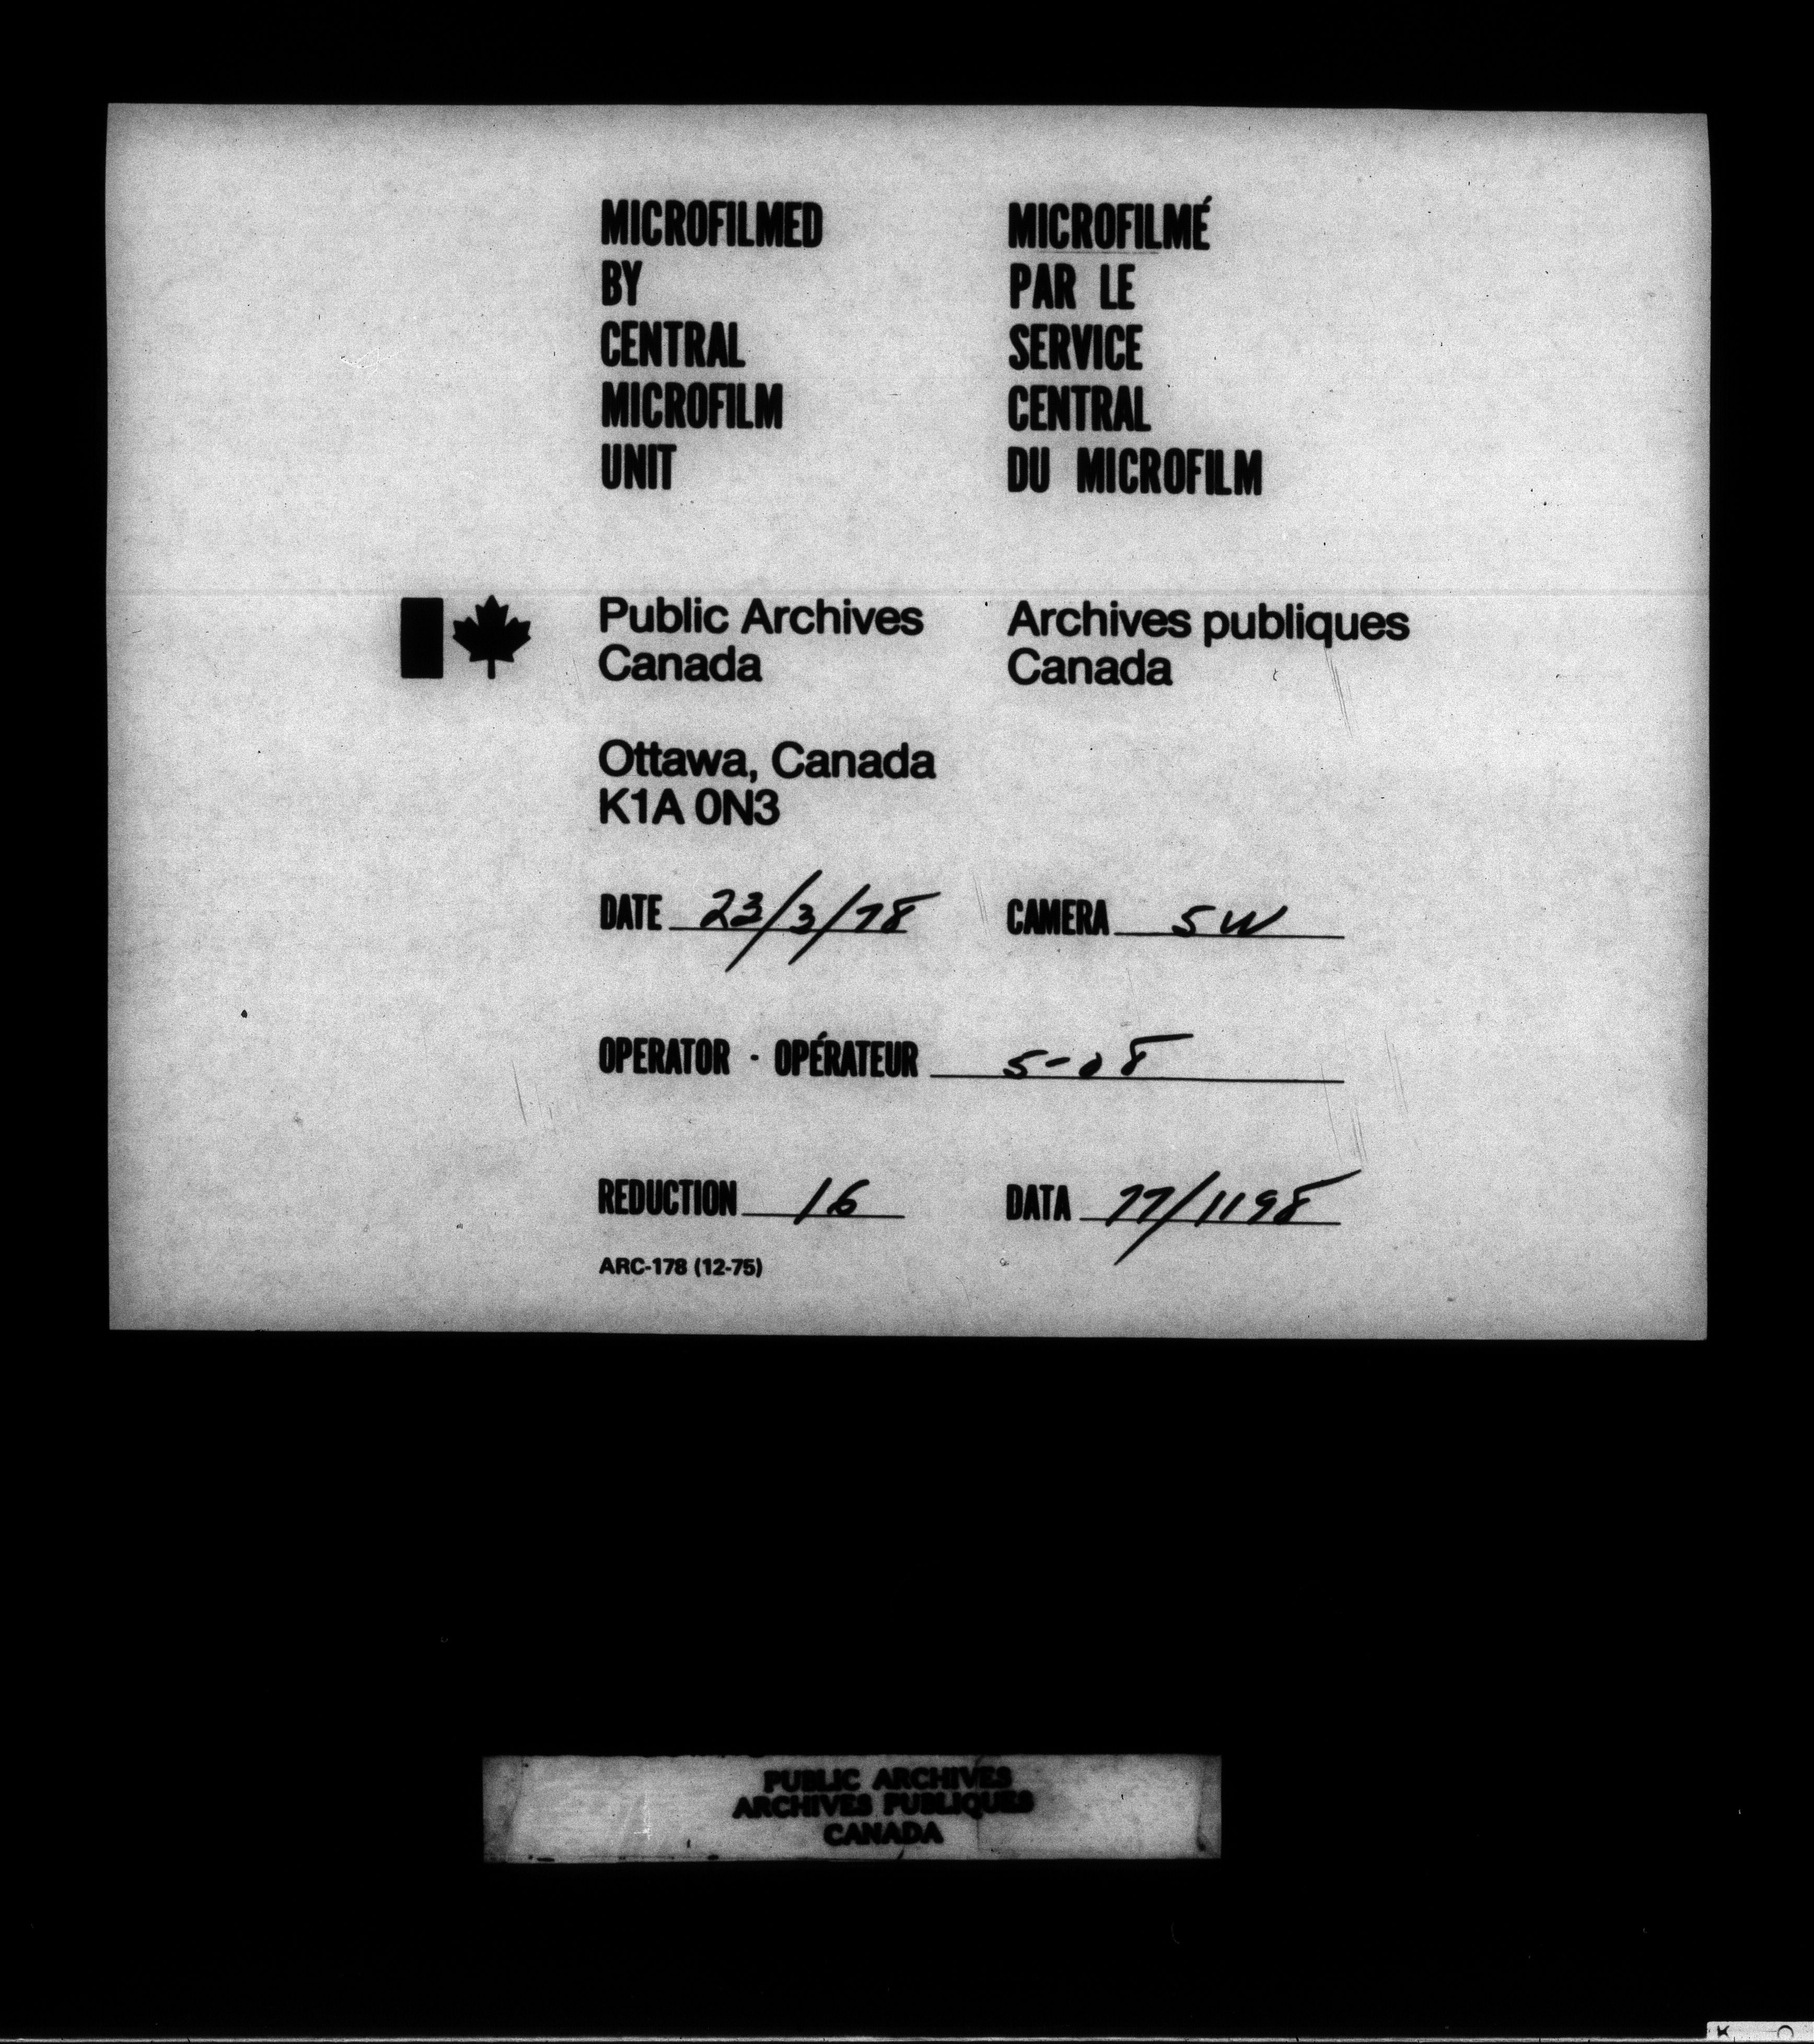 MICROFILMED
BY
CENTRAL
MICROFILM
UNIT
MICROFILMÉ
PAR LE
SERVICE
CENTRAL
DU MICROFILM
Public Archives
Canada
Archives publiques
Canada
Ottawa, Canada
K1A 0N3
DATE 23/3/78
CAMERA 5W
OPERATOR - OPÉRATEUR 5-08
REDUCTION 16
DATA 77/1198
ARC-178 (12-75)
PUBLIC ARCHIVES
ARCHIVES PUBLIQUES
CANADA